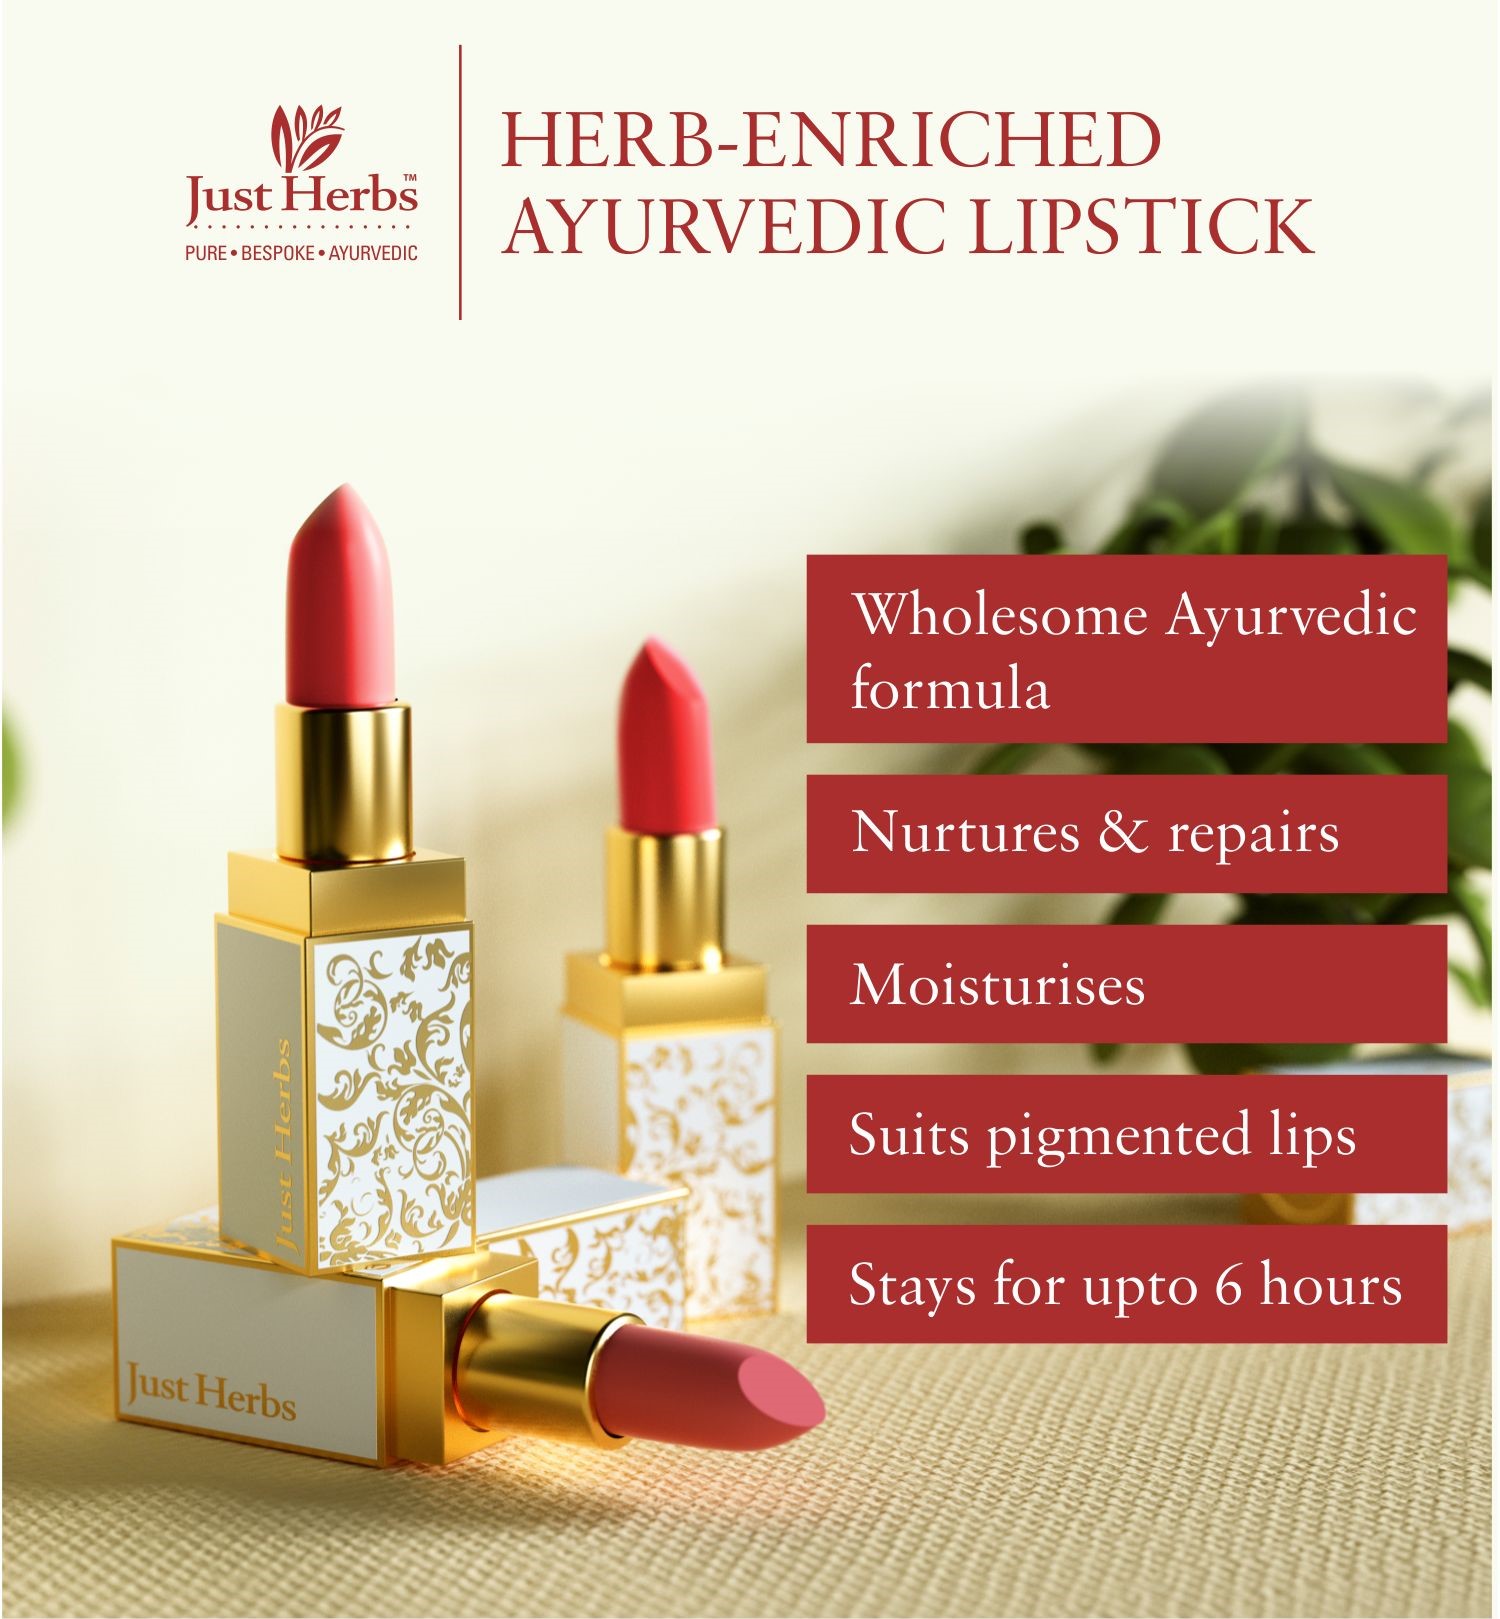 Just Herbs™
PURE • BESPOKE • AYURVEDIC
HERB-ENRICHED
AYURVEDIC LIPSTICK
Wholesome Ayurvedic
formula
Nurtures & repairs
Moisturises
Suits pigmented lips
Stays for upto 6 hours
Just Herbs
Just Herbs